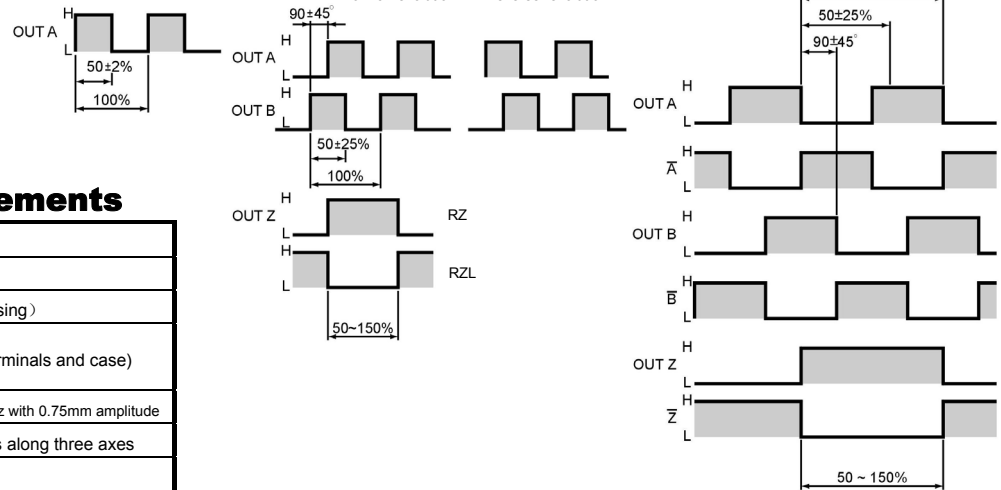 H
OUT A
L
50±2%
100%
90±45°
H
OUT A
L
H
OUT B
L
50±25%
100%
H
OUT Z
RZ
L
H
RZL
L
50~150%
50±25%
90±45°
H
OUT A
L
H
A̅
L
H
OUT B
L
H
B̅
L
H
OUT Z
L
H
Z̅
L
50 ~ 150%
ements
sing）
rminals and case)
z with 0.75mm amplitude
s along three axes